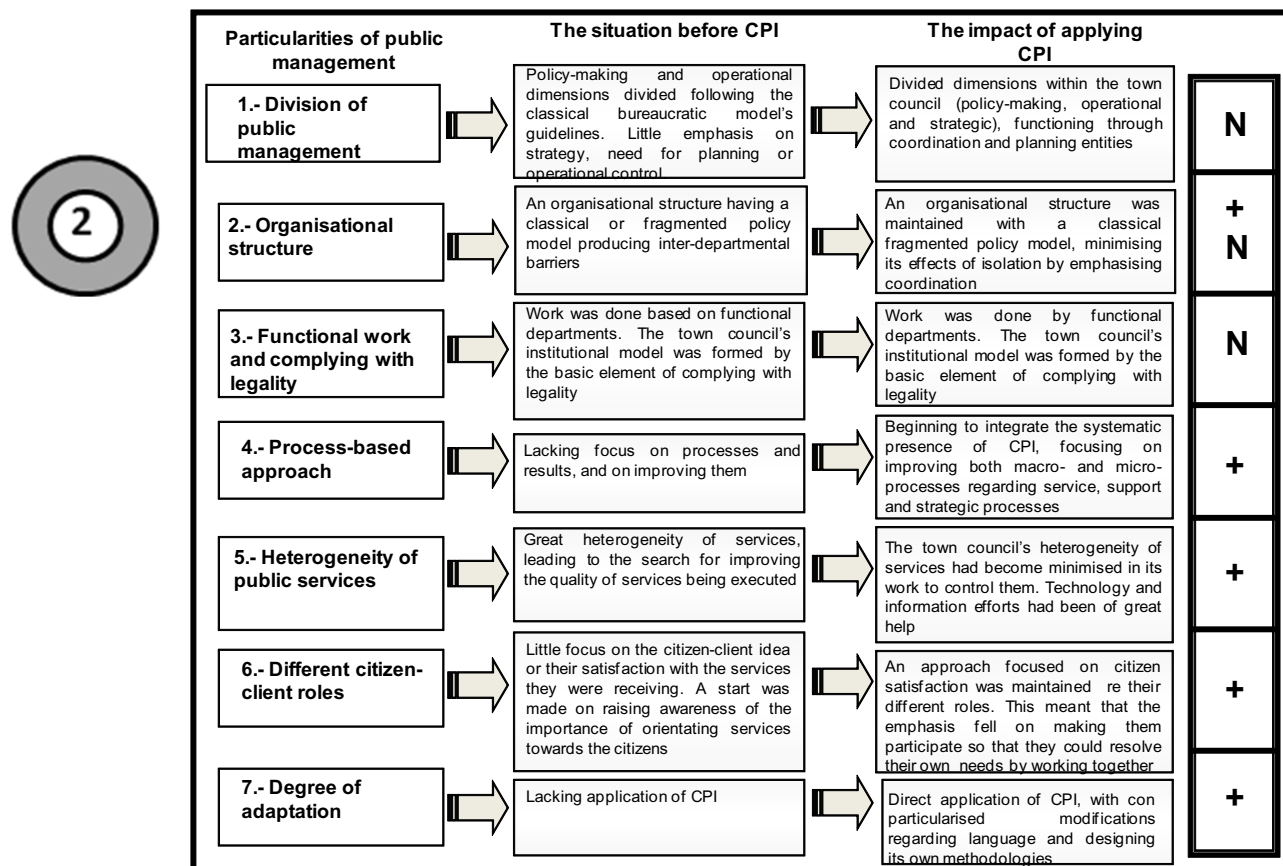 2
Particularities of public
management
The situation before CPI
The impact of applying
CPI
1.- Division of
public
management
Policy-making and operational
dimensions divided following the
classical bureaucratic model's
guidelines. Little emphasis on
strategy, need for planning or
operational control
Divided dimensions within the town
council (policy-making, operational
and strategic), functioning through
coordination and planning entities
N
2.- Organisational
structure
An organisational structure having a
classical or fragmented policy
model producing inter-departmental
barriers
An organisational structure was
maintained with a classical
fragmented policy model, minimising
its effects of isolation by emphasising
coordination
+
N
3.- Functional work
and complying with
legality
Work was done based on functional
departments. The town council's
institutional model was formed by
the basic element of complying with
legality
Work was done by functional
departments. The town council's
institutional model was formed by the
basic element of complying with
legality
N
4.- Process-based
approach
Lacking focus on processes and
results, and on improving them
Beginning to integrate the systematic
presence of CPI, focusing on
improving both macro- and micro-
processes regarding service, support
and strategic processes
+
5.- Heterogeneity of
public services
Great heterogeneity of services,
leading to the search for improving
the quality of services being executed
The town council's heterogeneity of
services had become minimised in its
work to control them. Technology and
information efforts had been of great
help
+
6.- Different citizen-
client roles
Little focus on the citizen-client idea
or their satisfaction with the services
they were receiving. A start was
made on raising awareness of the
importance of orientating services
towards the citizens
An approach focused on citizen
satisfaction was maintained re their
different roles. This meant that the
emphasis fell on making them
participate so that they could resolve
their own needs by working together
+
7.- Degree of
adaptation
Lacking application of CPI
Direct application of CPI, with con
particularised modifications
regarding language and designing
its own methodologies
+